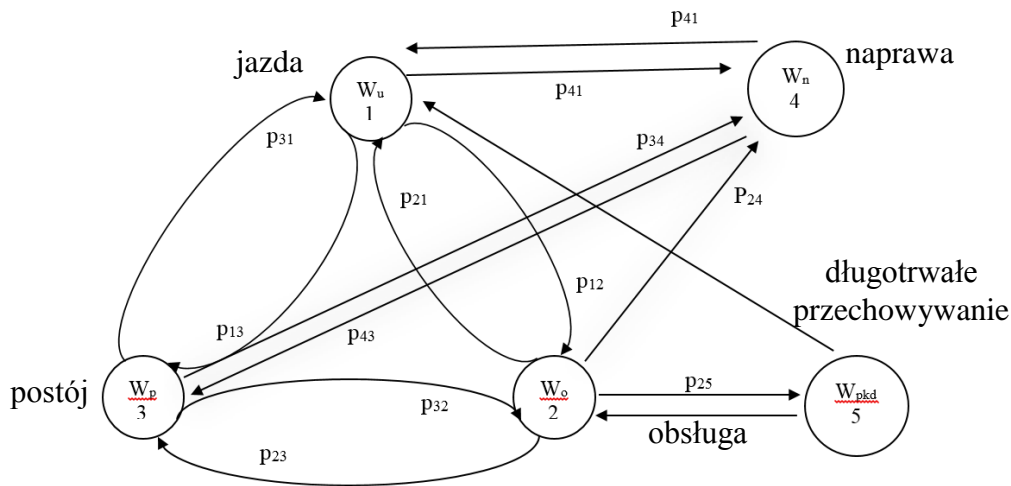 p41
jazda
naprawa
Wu
1
Wn
4
p41
p31
p34
p21
P24
długotrwałe
przechowywanie
p12
p13
p43
postój
Wp
3
p32
Wo
2
p25
Wpkd
5
obsługa
p23